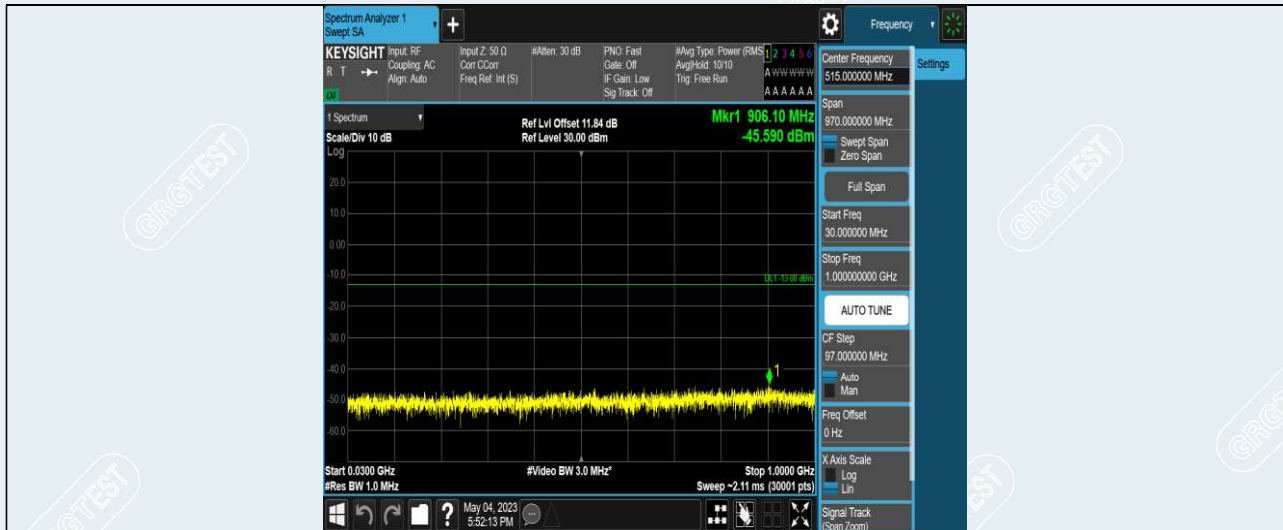 Spectrum Analyzer 1
Swept SA
+
Frequency
KEYSIGHT
R T
Input: RF
Coupling: AC
Align: Auto
Input Z: 50 Ω
Corr CCorr
Freq Ref: Int (S)
#Atten: 30 dB
PNO: Fast
Gate: Off
IF Gain: Low
Sig Track: Off
#Avg Type: Power (RMS
Avg|Hold: 10/10
Trig: Free Run
1 2 3 4 5 6
A W W W W W
A A A A A A
1 Spectrum
Scale/Div 10 dB
Ref Lvl Offset 11.84 dB
Ref Level 30.00 dBm
Mkr1 906.10 MHz
-45.590 dBm
Log
20.0
10.0
0.00
-10.0
DL1 -13.00 dBm
-20.0
-30.0
-40.0
1
-50.0
-60.0
Start 0.0300 GHz
#Res BW 1.0 MHz
#Video BW 3.0 MHz*
Stop 1.0000 GHz
Sweep ~2.11 ms (30001 pts)
?
May 04, 2023
5:52:13 PM
Center Frequency
515.000000 MHz
Settings
Span
970.000000 MHz
Swept Span
Zero Span
Full Span
Start Freq
30.000000 MHz
Stop Freq
1.000000000 GHz
AUTO TUNE
CF Step
97.000000 MHz
Auto
Man
Freq Offset
0 Hz
X Axis Scale
Log
Lin
Signal Track
(Span Zoom)
GRGTEST
GRGTEST
GRGTEST
GRGTEST